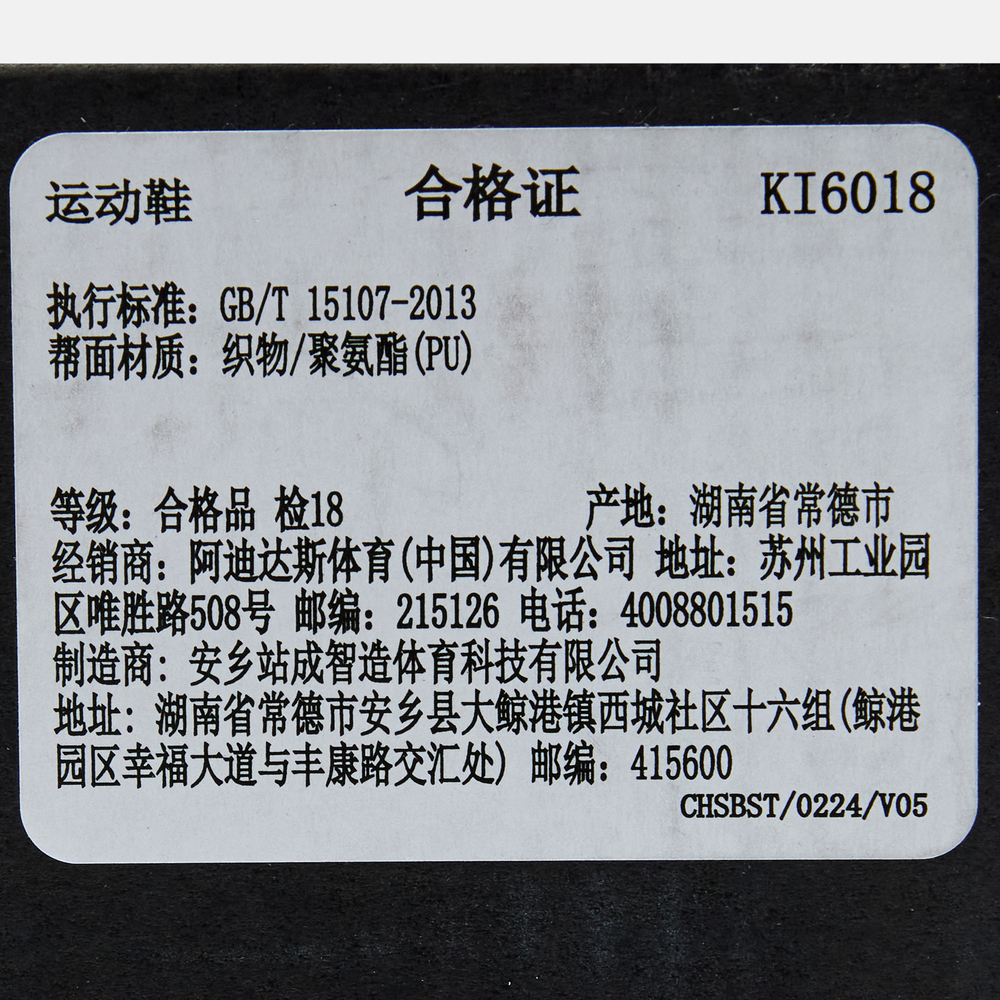 运动鞋 合格证 KI6018
执行标准：GB/T 15107-2013
帮面材质：织物/聚氨酯(PU)
等级：合格品 检18 产地：湖南省常德市
经销商：阿迪达斯体育(中国)有限公司 地址：苏州工业园
区唯胜路508号 邮编：215126 电话：4008801515
制造商：安乡站成智造体育科技有限公司
地址：湖南省常德市安乡县大鲸港镇西城社区十六组(鲸港
园区幸福大道与丰康路交汇处) 邮编：415600
CHSBST/0224/V05